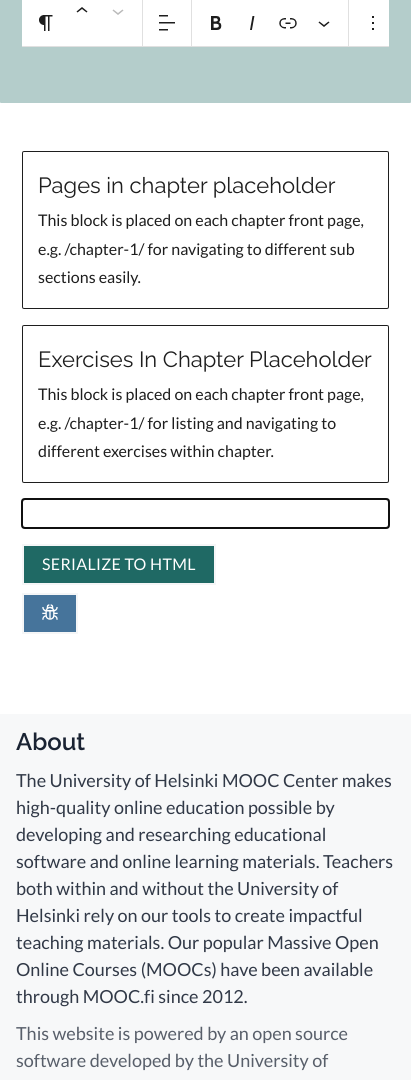 ¶
B I
Pages in chapter placeholder
This block is placed on each chapter front page,
e.g. /chapter-1/ for navigating to different sub
sections easily.
Exercises In Chapter Placeholder
This block is placed on each chapter front page,
e.g. /chapter-1/ for listing and navigating to
different exercises within chapter.
SERIALIZE TO HTML
About
The University of Helsinki MOOC Center makes
high-quality online education possible by
developing and researching educational
software and online learning materials. Teachers
both within and without the University of
Helsinki rely on our tools to create impactful
teaching materials. Our popular Massive Open
Online Courses (MOOCs) have been available
through MOOC.fi since 2012.
This website is powered by an open source
software developed by the University of